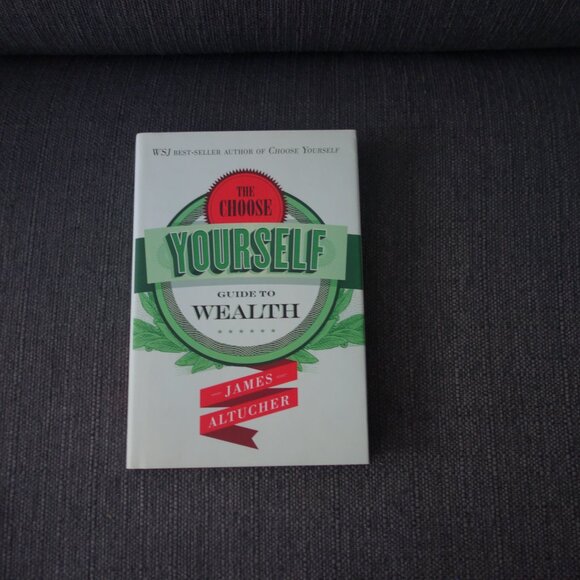 WSJ BEST-SELLER AUTHOR OF CHOOSE YOURSELF
THE
CHOOSE
YOURSELF
GUIDE TO
WEALTH
JAMES
ALTUCHER